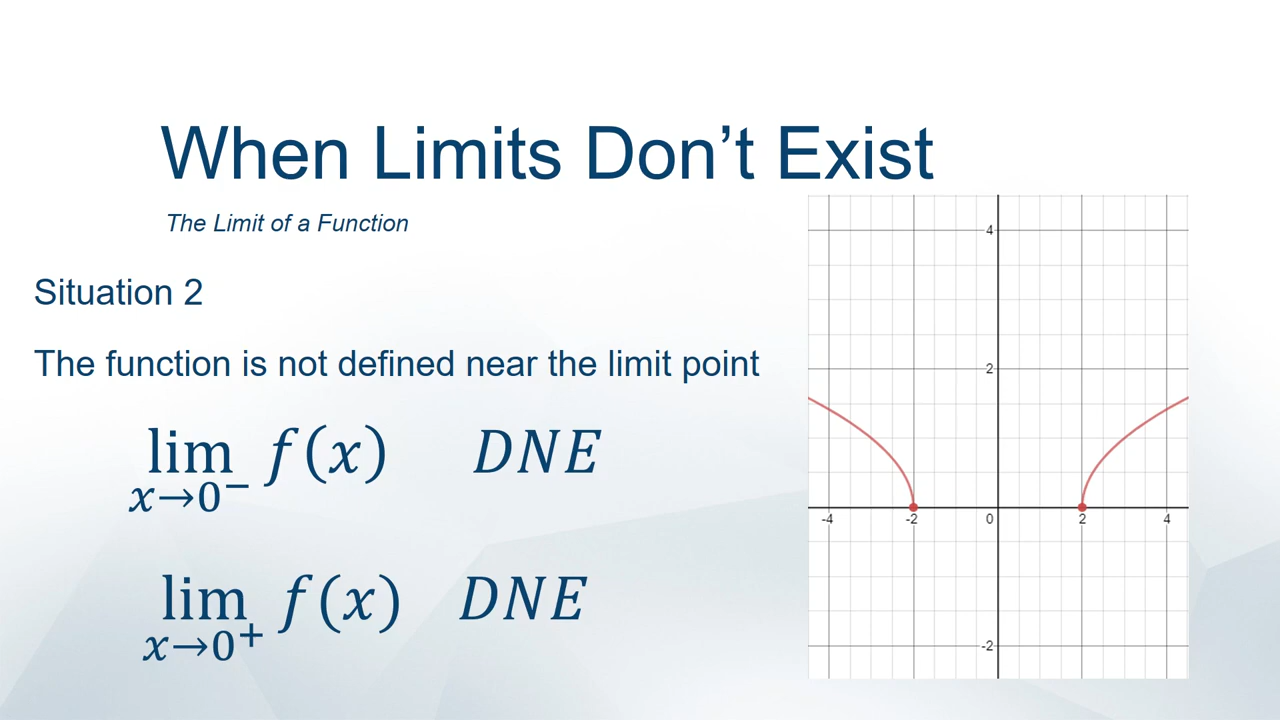 When Limits Don’t Exist
The Limit of a Function
Situation 2
The function is not defined near the limit point
lim f(x) DNE
x→0⁻
lim f(x) DNE
x→0⁺
4
2
-4 -2 0 2 4
-2